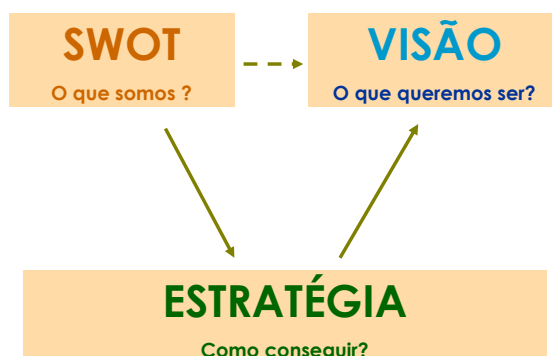 SWOT
O que somos ?
VISÃO
O que queremos ser?
ESTRATÉGIA
Como conseguir?